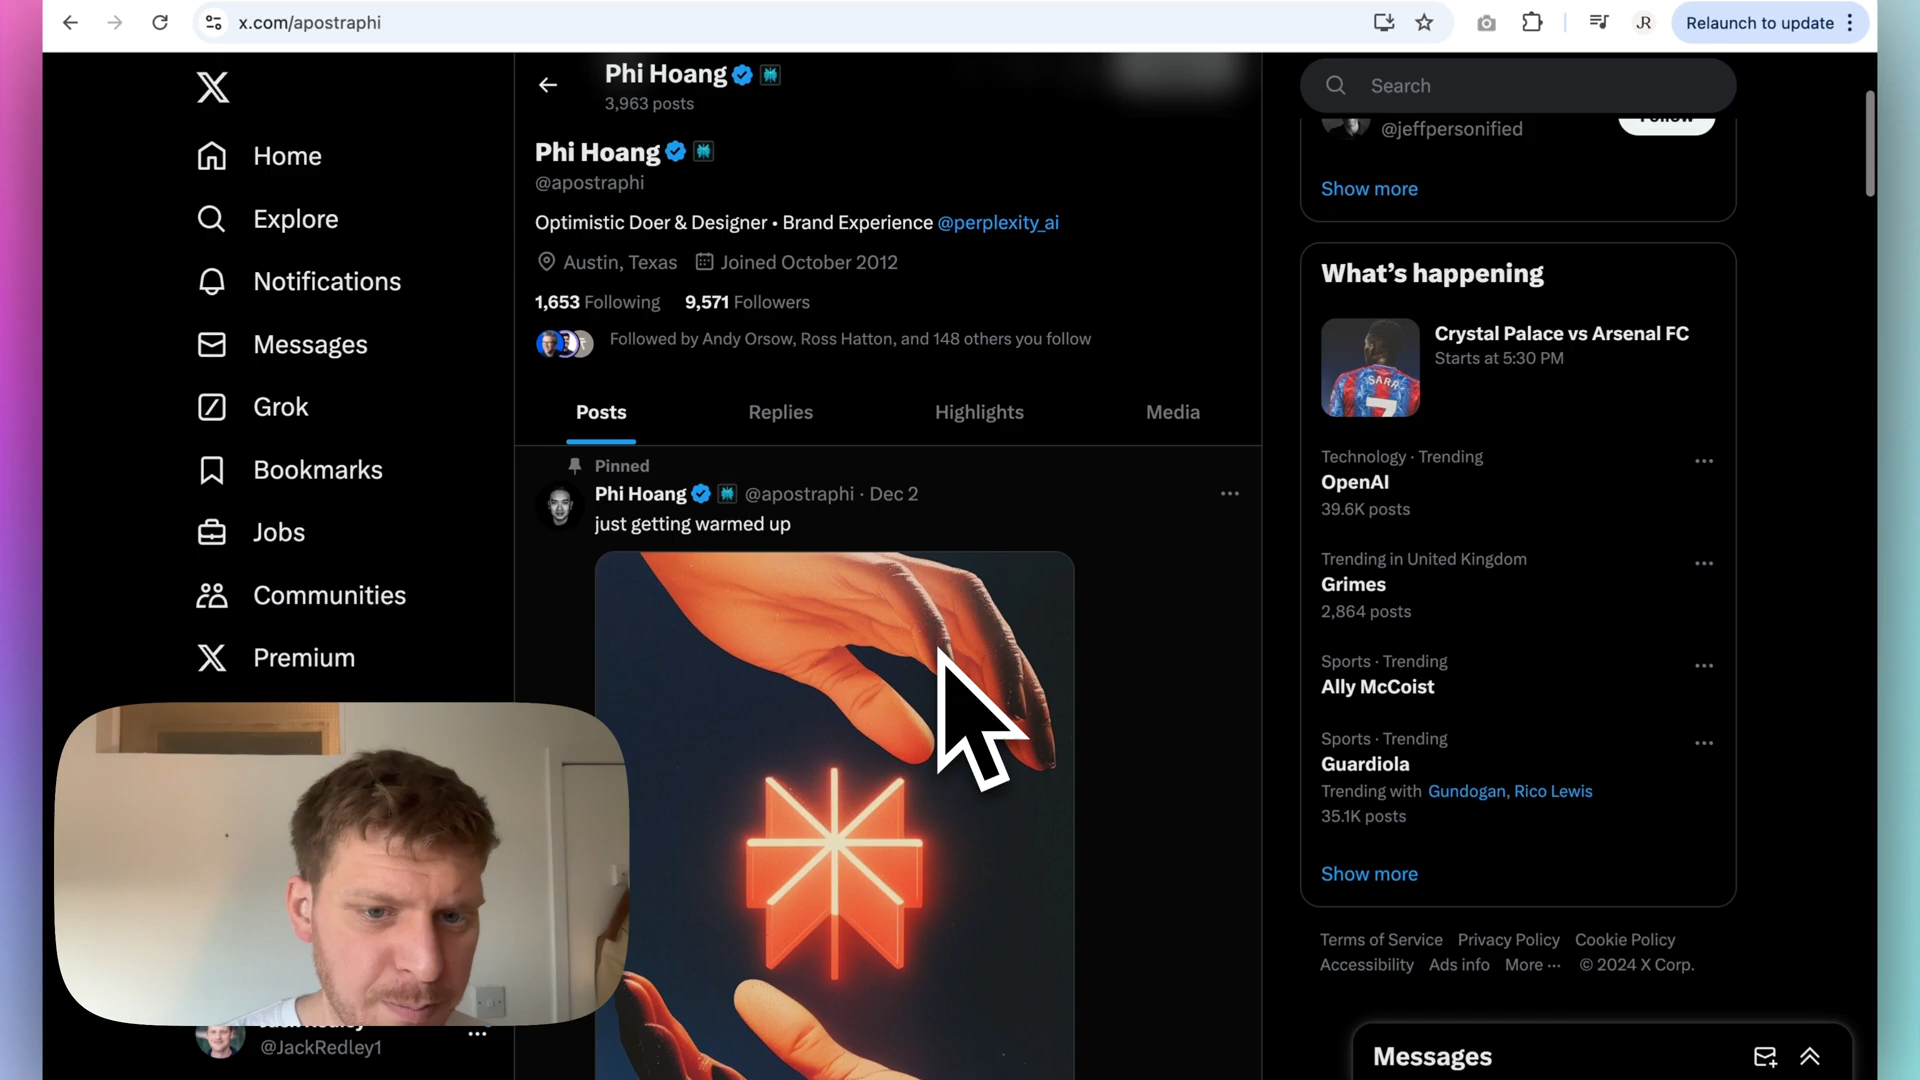 x.com/apostraphi
JR
Relaunch to update
Home
Explore
Notifications
Messages
Grok
Bookmarks
Jobs
Communities
Premium
@JackRedley1
Phi Hoang
3,963 posts
Phi Hoang
@apostraphi
Optimistic Doer & Designer • Brand Experience @perplexity_ai
Austin, Texas Joined October 2012
1,653 Following 9,571 Followers
Followed by Andy Orsow, Ross Hatton, and 148 others you follow
Posts Replies Highlights Media
Pinned
Phi Hoang @apostraphi · Dec 2
just getting warmed up
Search
@jeffpersonified
Follow
Show more
What's happening
Crystal Palace vs Arsenal FC
Starts at 5:30 PM
SARR
7
Technology · Trending
OpenAI
39.6K posts
Trending in United Kingdom
Grimes
2,864 posts
Sports · Trending
Ally McCoist
Sports · Trending
Guardiola
Trending with Gundogan, Rico Lewis
35.1K posts
Show more
Terms of Service Privacy Policy Cookie Policy
Accessibility Ads info More ··· © 2024 X Corp.
Messages